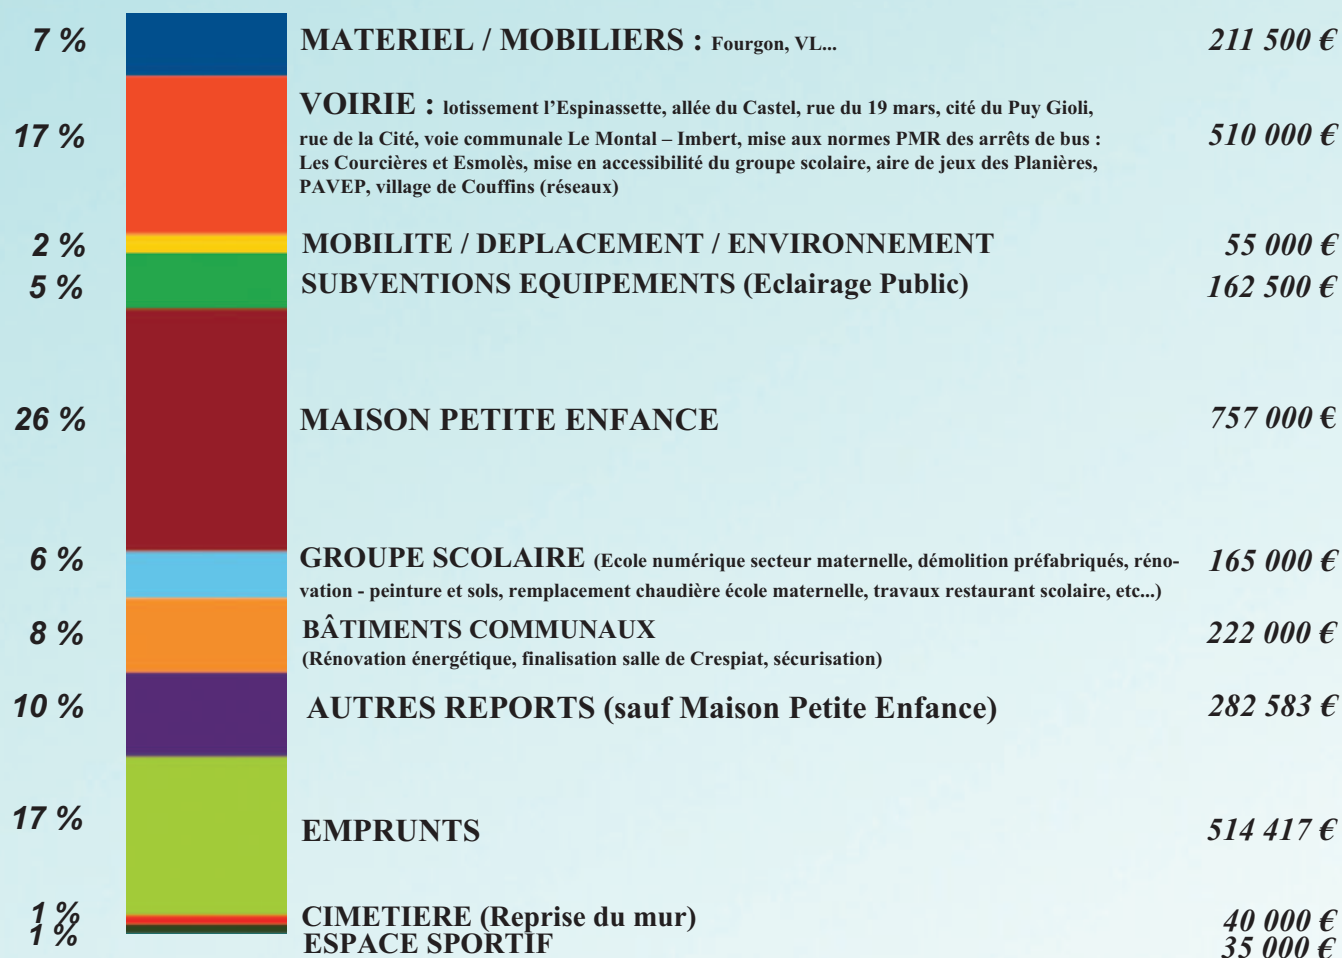 7 % MATERIEL / MOBILIERS : Fourgon, VL... 211 500 €
VOIRIE : lotissement l’Espinassette, allée du Castel, rue du 19 mars, cité du Puy Gioli,
17 % rue de la Cité, voie communale Le Montal – Imbert, mise aux normes PMR des arrêts de bus : 510 000 €
Les Courcières et Esmolès, mise en accessibilité du groupe scolaire, aire de jeux des Planières,
PAVEP, village de Couffins (réseaux)
2 % MOBILITE / DEPLACEMENT / ENVIRONNEMENT 55 000 €
5 % SUBVENTIONS EQUIPEMENTS (Eclairage Public) 162 500 €
26 % MAISON PETITE ENFANCE 757 000 €
6 % GROUPE SCOLAIRE (Ecole numérique secteur maternelle, démolition préfabriqués, réno- 165 000 €
vation - peinture et sols, remplacement chaudière école maternelle, travaux restaurant scolaire, etc...)
8 % BÂTIMENTS COMMUNAUX 222 000 €
(Rénovation énergétique, finalisation salle de Crespiat, sécurisation)
10 % AUTRES REPORTS (sauf Maison Petite Enfance) 282 583 €
17 % EMPRUNTS 514 417 €
1 % CIMETIERE (Reprise du mur) 40 000 €
1 % ESPACE SPORTIF 35 000 €